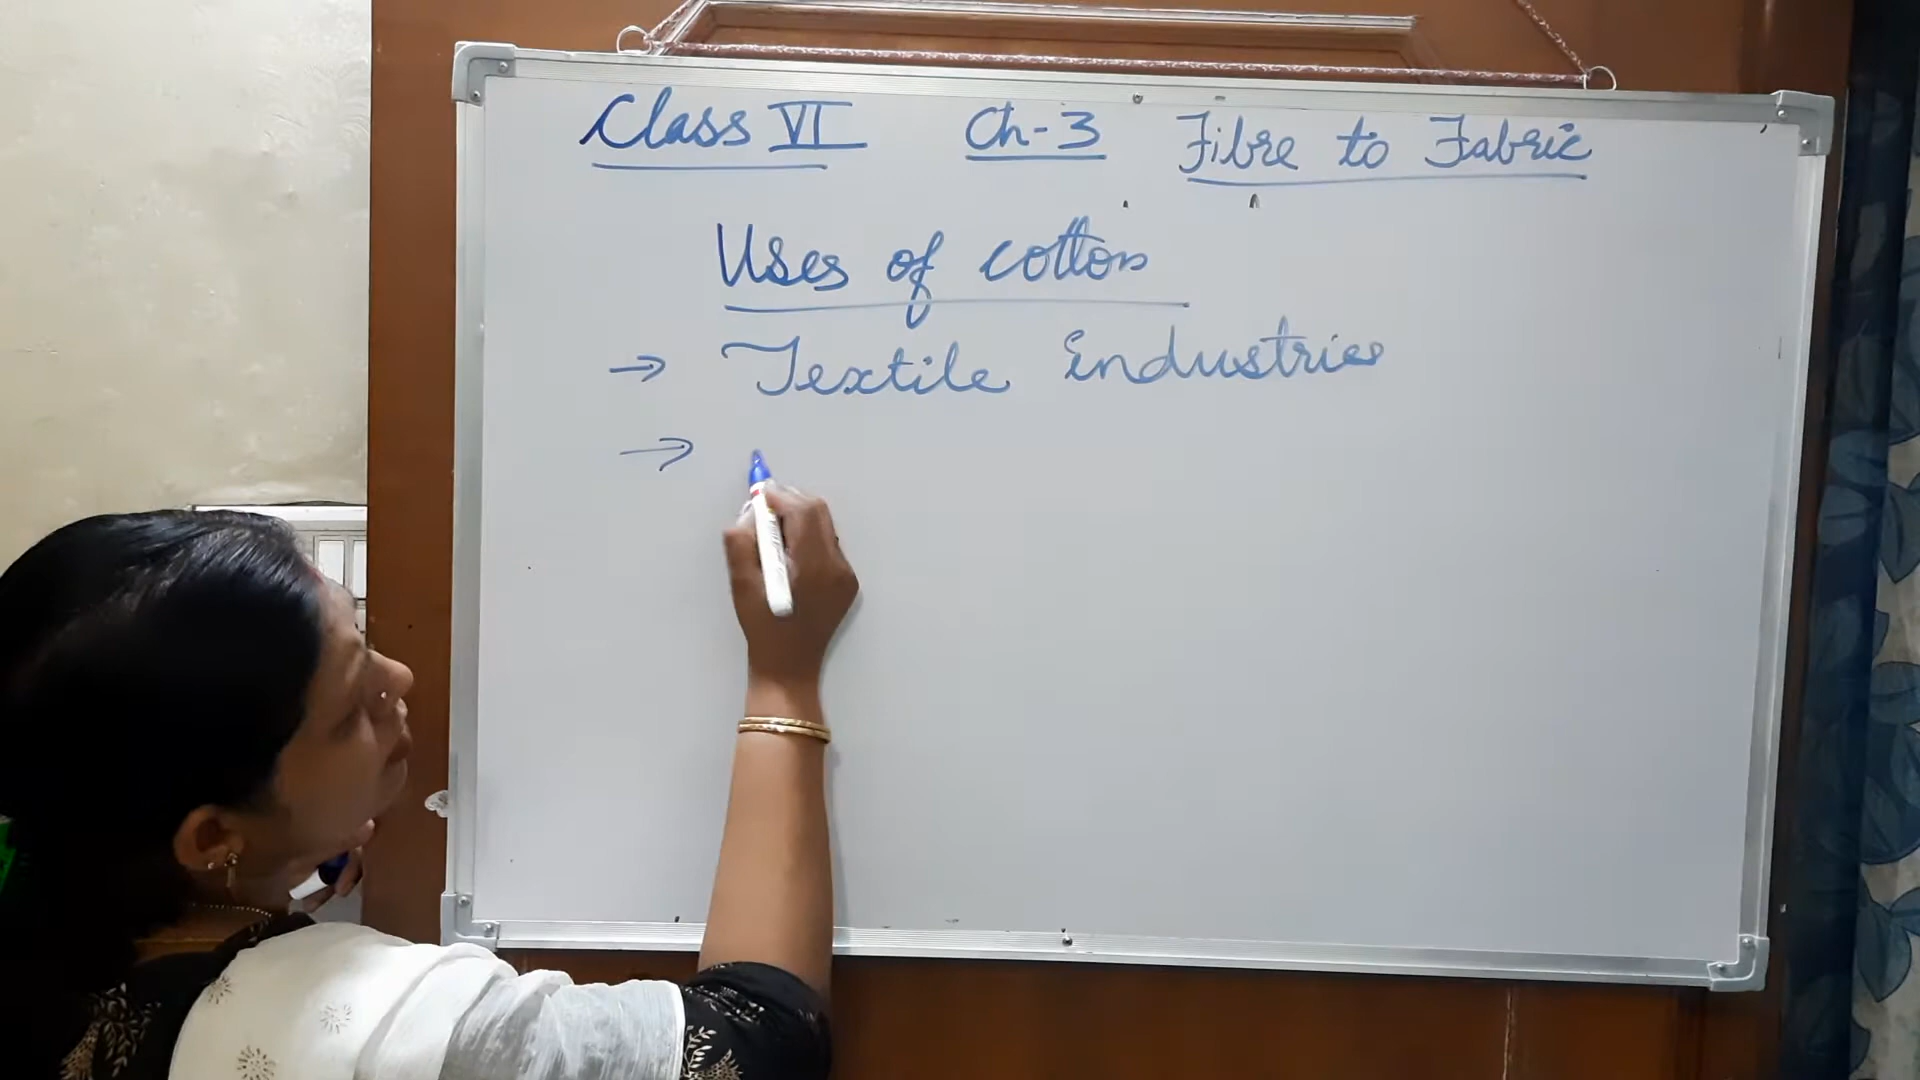 Class VI Ch-3 Fibre to Fabric
Uses of cotton
→ Textile industries
→